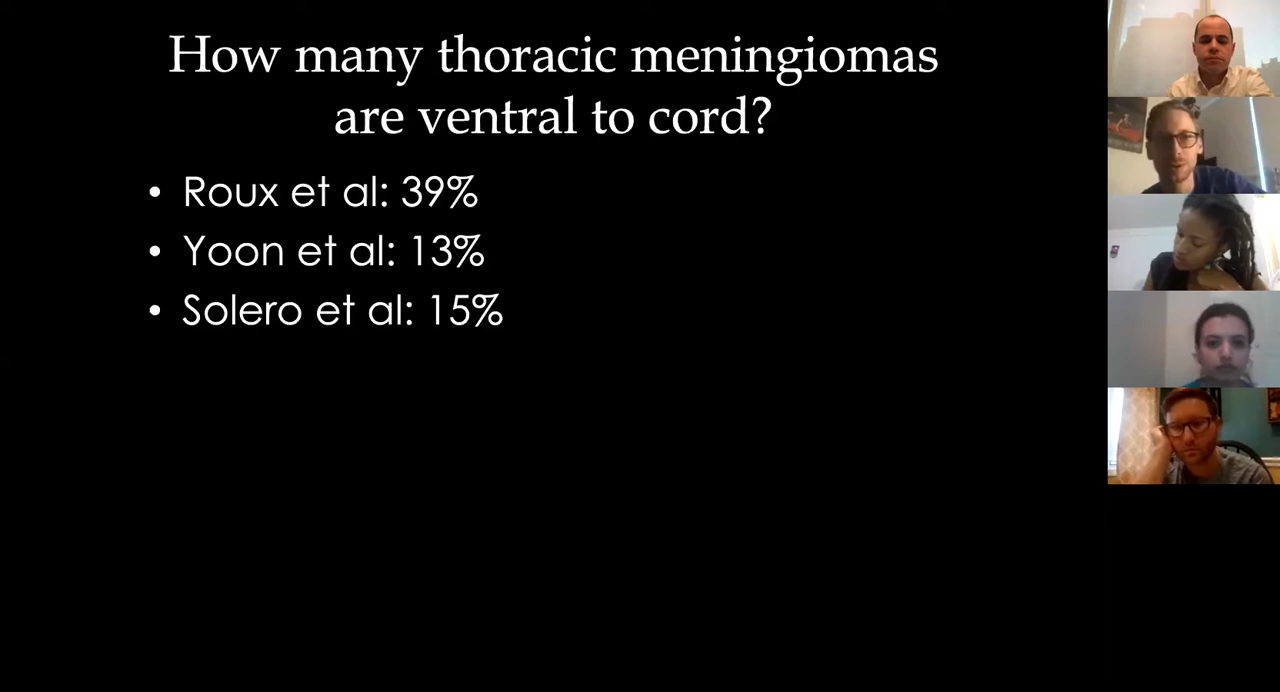 How many thoracic meningiomas
are ventral to cord?
• Roux et al: 39%
• Yoon et al: 13%
• Solero et al: 15%